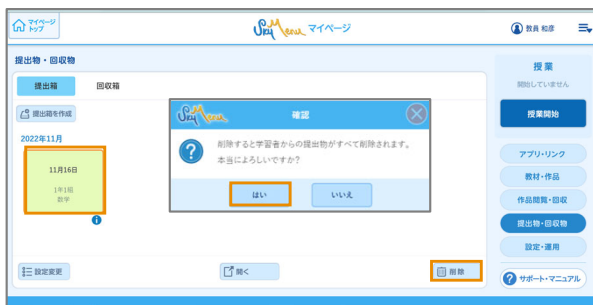 マイページ
トップ
SkyMenu マイページ
教員 和彦
提出物・回収物
提出箱
回収箱
提出箱を作成
2022年11月
11月16日
1年1組
数学
SkyMenu
確認
削除すると学習者からの提出物がすべて削除されます。
本当によろしいですか?
はい
いいえ
設定変更
開く
削除
授業
開始していません
授業開始
アプリ・リンク
教材・作品
作品閲覧・回収
提出物・回収物
設定・運用
サポート・マニュアル